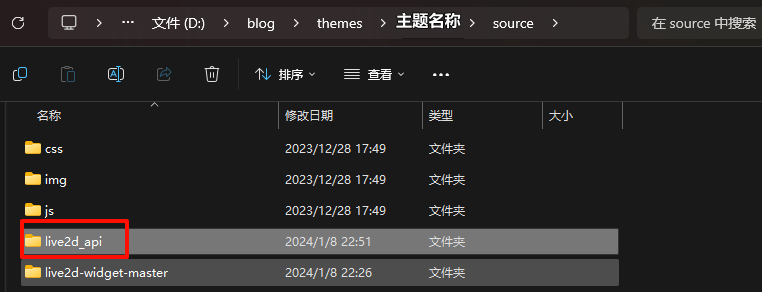 … 文件 (D:) > blog > themes > 主题名称 > source > 在 source 中搜索
排序 查看 …
名称 修改日期 类型 大小
css 2023/12/28 17:49 文件夹
img 2023/12/28 17:49 文件夹
js 2023/12/28 17:49 文件夹
live2d_api 2024/1/8 22:51 文件夹
live2d-widget-master 2024/1/8 22:26 文件夹